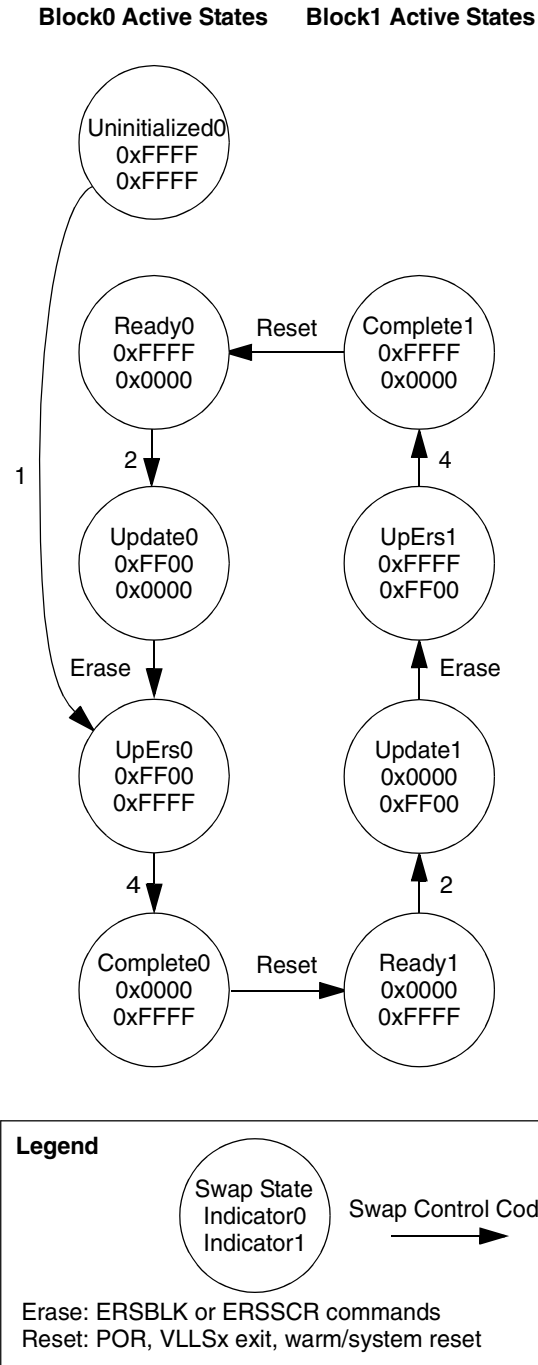 Block0 Active States Block1 Active States
Uninitialized0
0xFFFF
0xFFFF
Ready0
0xFFFF
0x0000
Reset
Complete1
0xFFFF
0x0000
1
2
4
Update0
0xFF00
0x0000
UpErs1
0xFFFF
0xFF00
Erase
Erase
UpErs0
0xFF00
0xFFFF
Update1
0x0000
0xFF00
4
2
Complete0
0x0000
0xFFFF
Reset
Ready1
0x0000
0xFFFF
Legend
Swap State
Indicator0
Indicator1
Swap Control Cod
Erase: ERSBLK or ERSSCR commands
Reset: POR, VLLSx exit, warm/system reset